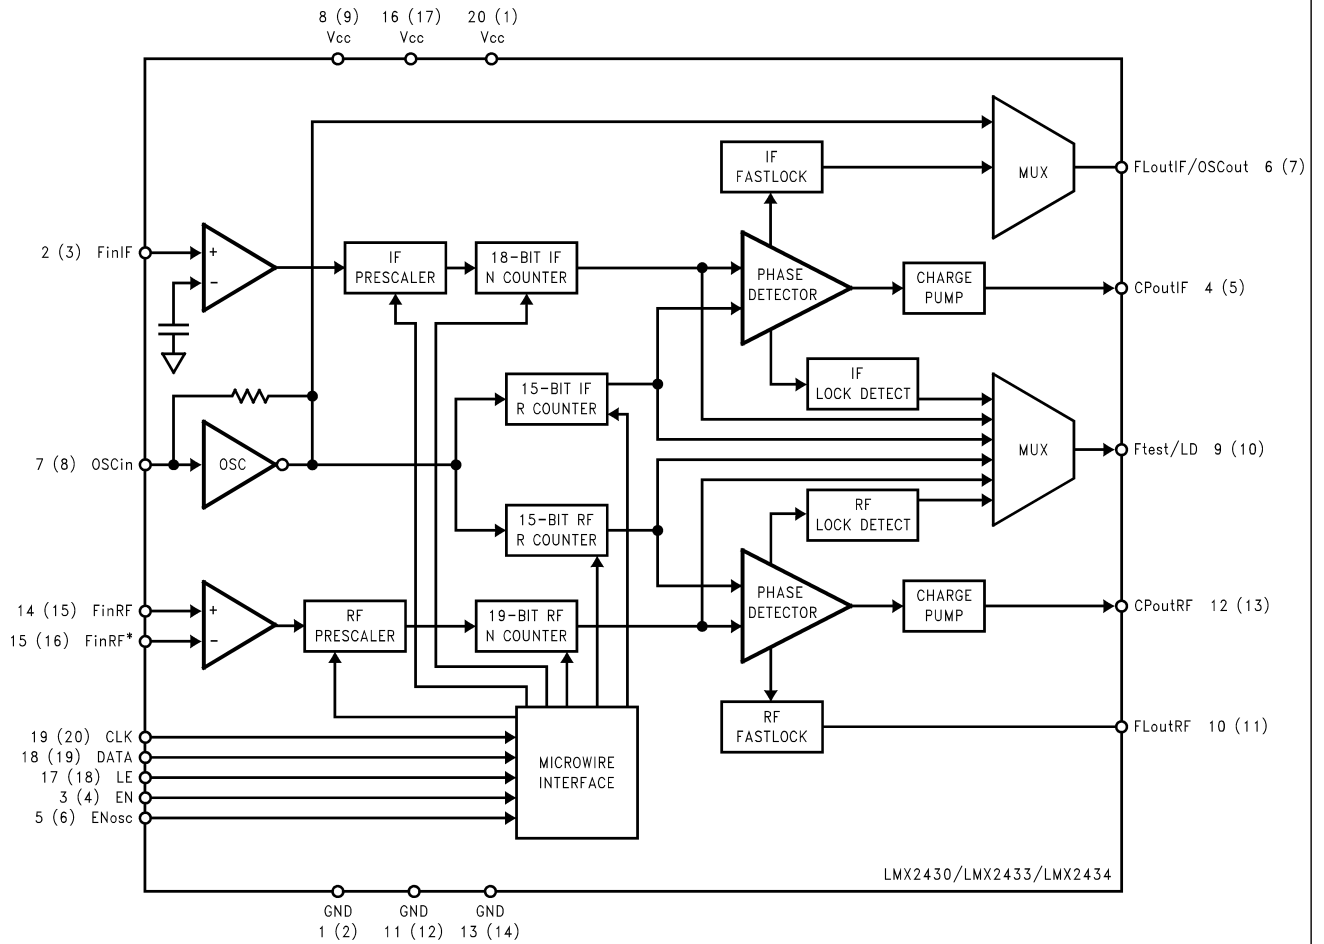 8 (9) 16 (17) 20 (1)
Vcc Vcc Vcc
IF
FASTLOCK
MUX
FLoutIF/OSCout 6 (7)
2 (3) FinIF
+
-
IF
PRESCALER
18-BIT IF
N COUNTER
PHASE
DETECTOR
CHARGE
PUMP
CPoutIF 4 (5)
15-BIT IF
R COUNTER
IF
LOCK DETECT
7 (8) OSCin
OSC
MUX
Ftest/LD 9 (10)
15-BIT RF
R COUNTER
RF
LOCK DETECT
14 (15) FinRF
15 (16) FinRF*
+
-
RF
PRESCALER
19-BIT RF
N COUNTER
PHASE
DETECTOR
CHARGE
PUMP
CPoutRF 12 (13)
RF
FASTLOCK
FLoutRF 10 (11)
19 (20) CLK
18 (19) DATA
17 (18) LE
3 (4) EN
5 (6) ENosc
MICROWIRE
INTERFACE
LMX2430/LMX2433/LMX2434
GND GND GND
1 (2) 11 (12) 13 (14)